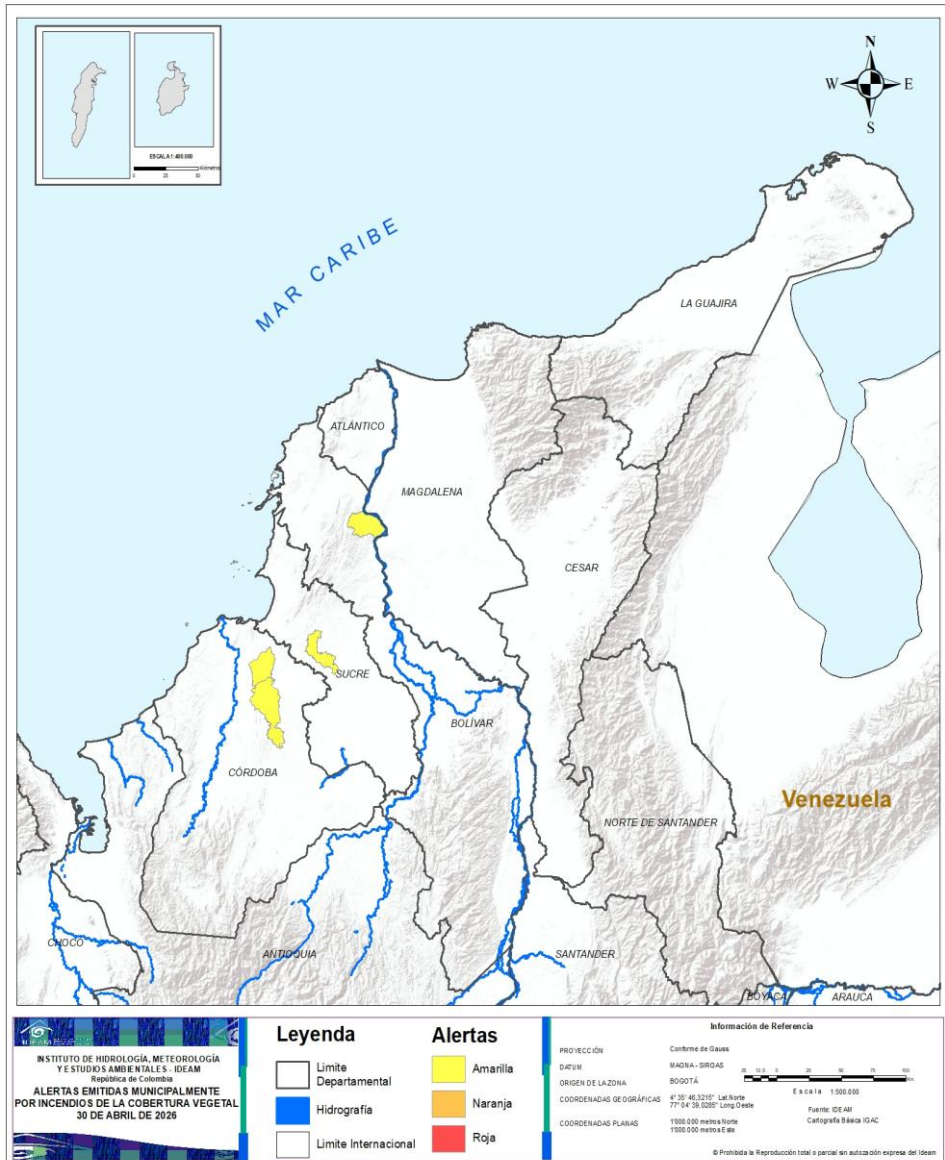 N
W
E
S
ESCALA 1:400.000
Kilómetros
MAR CARIBE
LA GUAJIRA
ATLÁNTICO
MAGDALENA
CESAR
SUCRE
BOLÍVAR
CÓRDOBA
Venezuela
NORTE DE SANTANDER
CHOCÓ
ANTIOQUIA
SANTANDER
BOYACÁ
ARAUCA
IDEAM
INSTITUTO DE HIDROLOGÍA, METEOROLOGÍA
Y ESTUDIOS AMBIENTALES - IDEAM
República de Colombia
ALERTAS EMITIDAS MUNICIPALMENTE
POR INCENDIOS DE LA COBERTURA VEGETAL
30 DE ABRIL DE 2026
Leyenda
Limite
Departamental
Hidrografía
Limite Internacional
Alertas
Amarilla
Naranja
Roja
Información de Referencia
PROYECCIÓN Conforme de Gauss
DATUM MAGNA - SIRGAS
ORIGEN DE LA ZONA BOGOTÁ
COORDENADAS GEOGRÁFICAS 4° 35' 46,3215" Lat.Norte
77° 04' 39,0285" Long.Oeste
COORDENADAS PLANAS 1'000.000 metros Norte
1'000.000 metros Este
Escala 1:500.000
Fuente: IDEAM
Cartografía Básica IGAC
© Prohibida la Reproducción total o parcial sin autozación expresa del Ideam